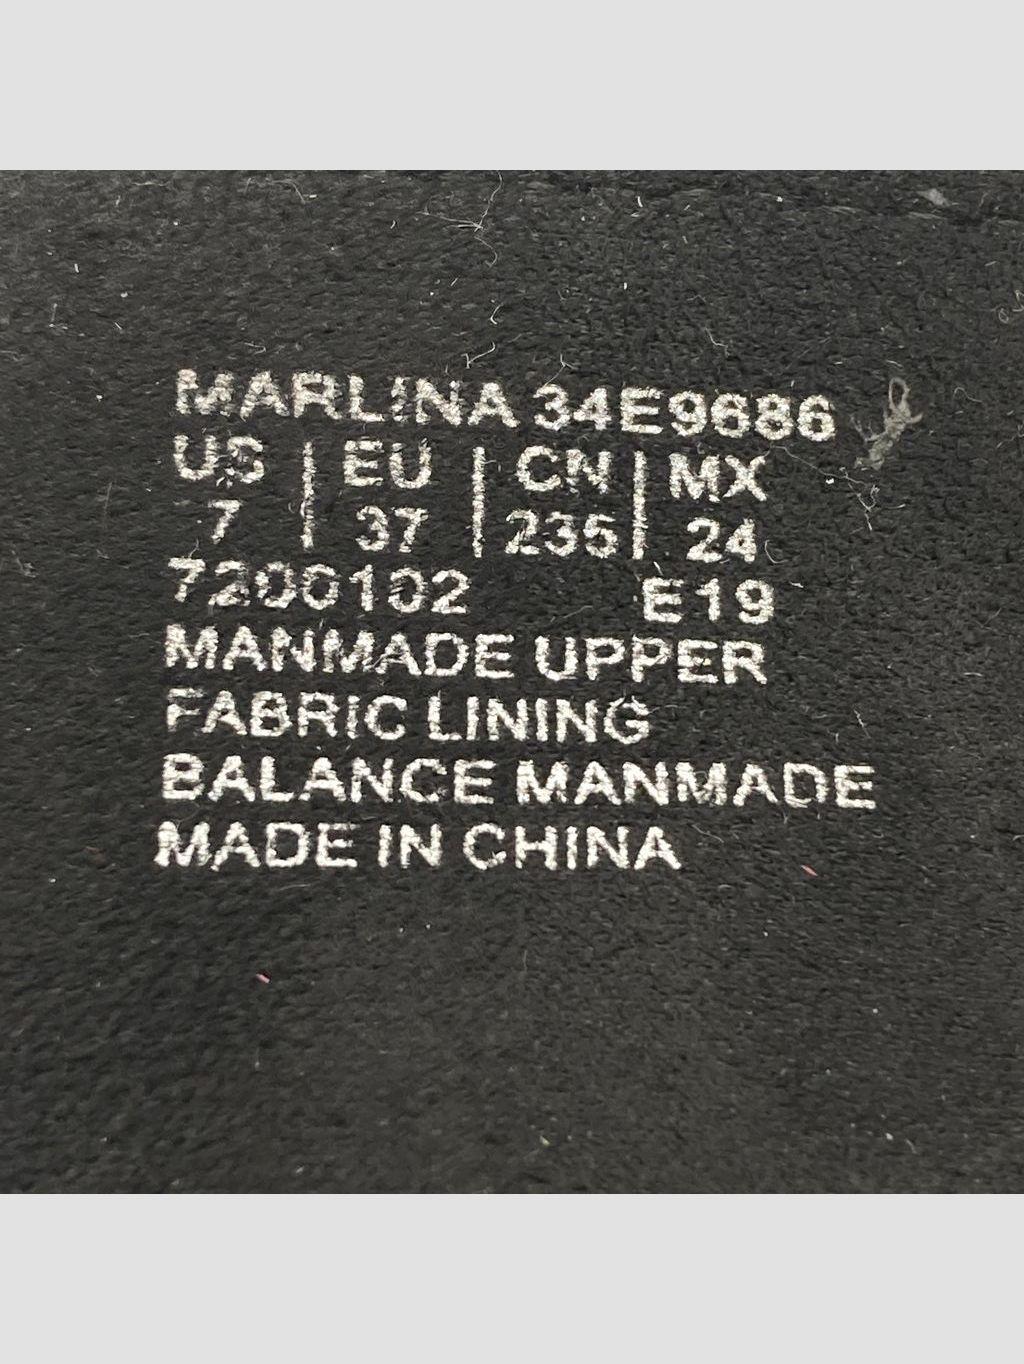 MARLINA 34E9686
US | EU | CN | MX
7 | 37 | 235 | 24
7200102 E19
MANMADE UPPER
FABRIC LINING
BALANCE MANMADE
MADE IN CHINA